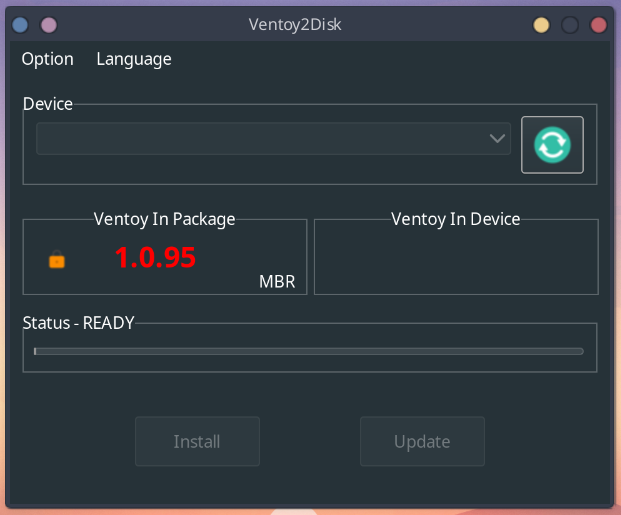 Ventoy2Disk
Option Language
Device
Ventoy In Package Ventoy In Device
1.0.95
MBR
Status - READY
Install Update